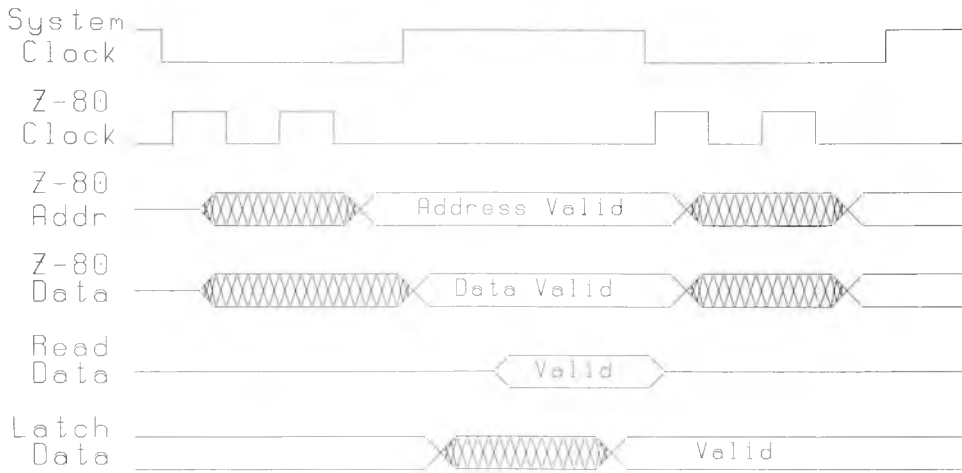 System
Clock
Z-80
Clock
Z-80
Addr
Address Valid
Z-80
Data
Data Valid
Read
Data
Valid
Latch
Data
Valid